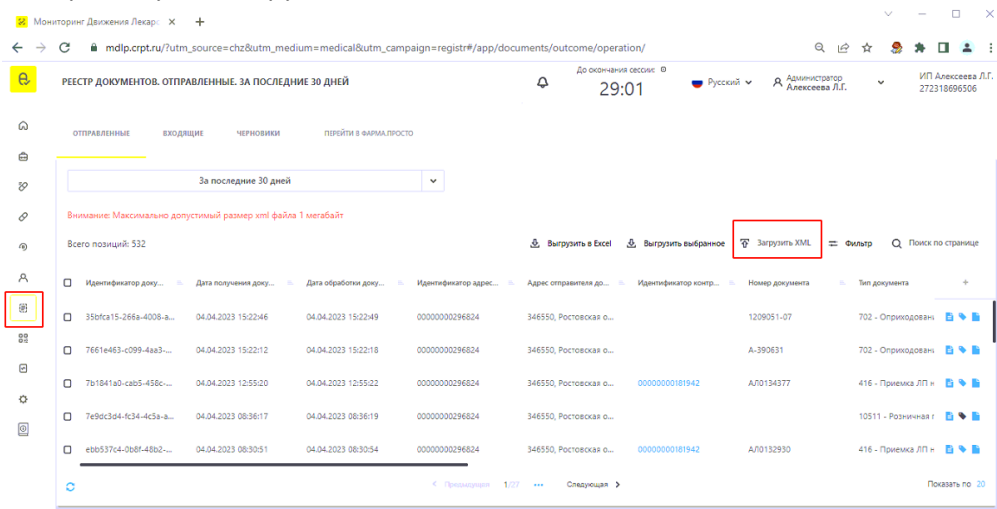 Мониторинг Движения Лекарс
mdlp.crpt.ru/?utm_source=chz&utm_medium=medical&utm_campaign=registr#/app/documents/outcome/operation/
РЕЕСТР ДОКУМЕНТОВ. ОТПРАВЛЕННЫЕ. ЗА ПОСЛЕДНИЕ 30 ДНЕЙ
До окончания сессии:
29:01
Русский
Администратор
Алексеева Л.Г.
ИП Алексеева Л.Г.
272318696506
ОТПРАВЛЕННЫЕ ВХОДЯЩИЕ ЧЕРНОВИКИ ПЕРЕЙТИ В ФАРМА.ПРОСТО
За последние 30 дней
Внимание: Максимально допустимый размер xml файла 1 мегабайт
Всего позиций: 532 Выгрузить в Excel Выгрузить выбранное Загрузить XML Фильтр Поиск по странице
Идентификатор доку... Дата получения доку... Дата обработки доку... Идентификатор адрес... Адрес отправителя до... Идентификатор контр... Номер документа Тип документа +
35bfca15-266a-4008-a... 04.04.2023 15:22:46 04.04.2023 15:22:49 00000000296824 346550, Ростовская о... 1209051-07 702 - Оприходовани
7661e463-c099-4aa3-... 04.04.2023 15:22:12 04.04.2023 15:22:18 00000000296824 346550, Ростовская о... А-390631 702 - Оприходовани
7b1841a0-cab5-458c-... 04.04.2023 12:55:20 04.04.2023 12:55:22 00000000296824 346550, Ростовская о... 00000000181942 АЛ0134377 416 - Приемка ЛП н
7e9dc3d4-fc34-4c5a-a... 04.04.2023 08:36:17 04.04.2023 08:36:19 00000000296824 346550, Ростовская о... 10511 - Розничная г
ebb537c4-0b8f-48b2-... 04.04.2023 08:30:51 04.04.2023 08:30:54 00000000296824 346550, Ростовская о... 00000000181942 АЛ0132930 416 - Приемка ЛП н
Предыдущая 1/27 ••• Следующая Показать по 20